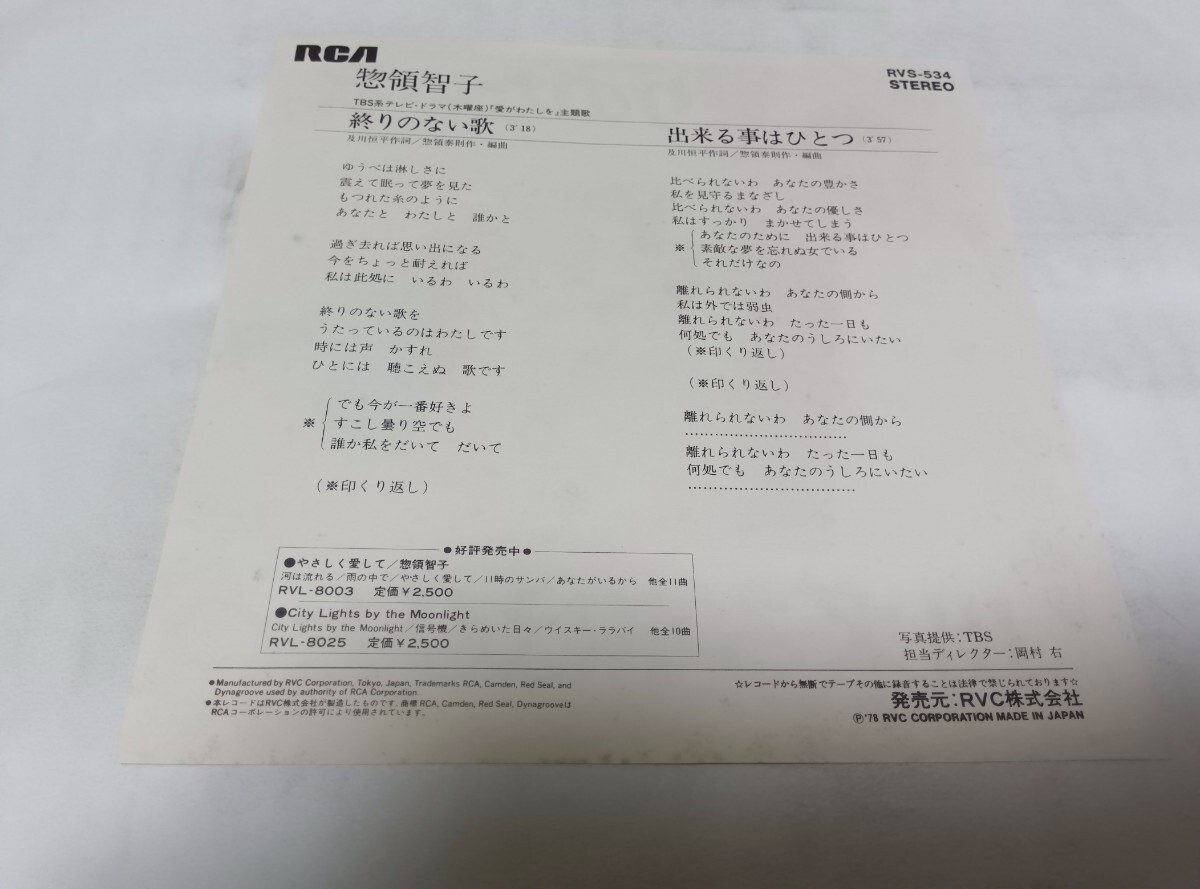 RCA
RVS-534
STEREO
惣領智子
TBS系テレビ・ドラマ(木曜座)「愛がわたしを」主題歌
終りのない歌 (3'18)
及川恒平作詞/惣領泰則作・編曲
ゆうべは淋しさに
震えて眠って夢を見た
もつれた糸のように
あなたと わたしと 誰かと
過ぎ去れば思い出になる
今をちょっと耐えれば
私は此処に いるわ いるわ
終りのない歌を
うたっているのはわたしです
時には声 かすれ
ひとには 聴こえぬ 歌です
でも今が一番好きよ
※ すこし曇り空でも
誰か私をだいて だいて
(※印くり返し)
出来る事はひとつ (3'57)
及川恒平作詞/惣領泰則作・編曲
比べられないわ あなたの豊かさ
私を見守るまなざし
比べられないわ あなたの優しさ
私はすっかり まかせてしまう
あなたのために 出来る事はひとつ
※ 素敵な夢を忘れぬ女でいる
それだけなの
離れられないわ あなたの側から
私は外では弱虫
離れられないわ たった一日も
何処でも あなたのうしろにいたい
(※印くり返し)
(※印くり返し)
離れられないわ あなたの側から
………………………………
離れられないわ たった一日も
何処でも あなたのうしろにいたい
………………………………
●好評発売中●
●やさしく愛して/惣領智子
河は流れる/雨の中で/やさしく愛して/11時のサンバ/あなたがいるから 他全11曲
RVL-8003 定価¥2,500
●City Lights by the Moonlight
City Lights by the Moonlight/信号機/きらめいた日々/ウイスキー・ララバイ 他全10曲
RVL-8025 定価¥2,500
写真提供:TBS
担当ディレクター:岡村 右
●Manufactured by RVC Corporation, Tokyo, Japan, Trademarks RCA, Camden, Red Seal, and
Dynagroove used by authority of RCA Corporation.
●本レコードはRVC株式会社が製造したものです。商標 RCA, Camden, Red Seal, Dynagrooveは
RCAコーポレーションの許可により使用されています。
☆レコードから無断でテープその他に録音することは法律で禁じられております☆
発売元:RVC株式会社
Ⓟ'78 RVC CORPORATION MADE IN JAPAN